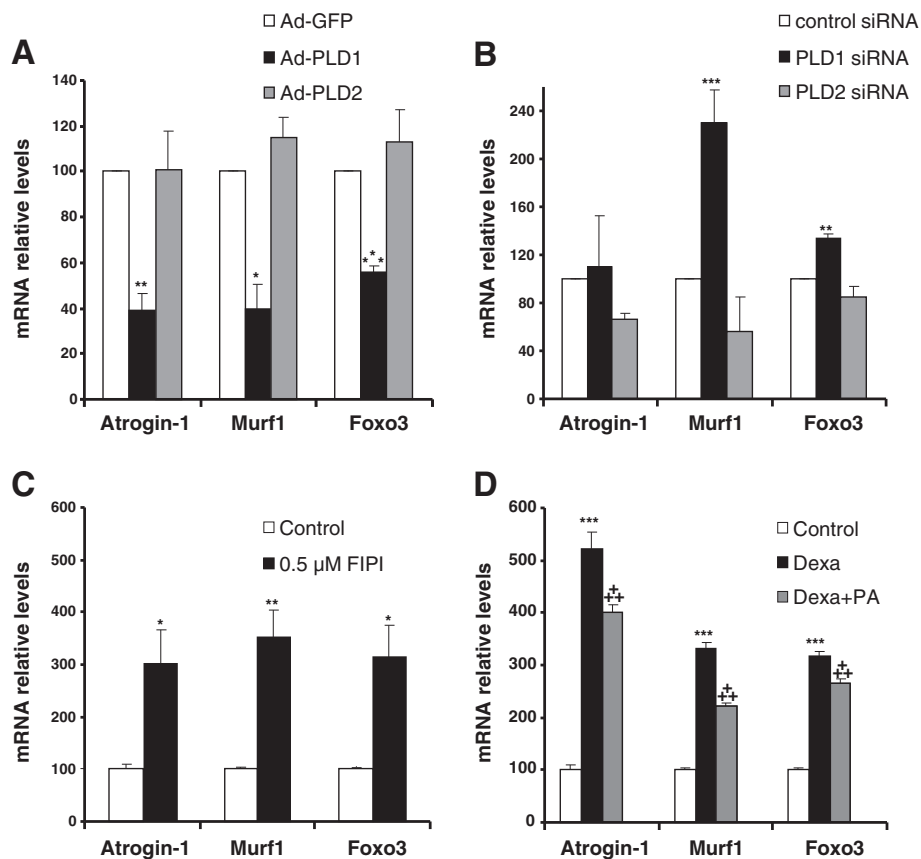 A
Ad-GFP
Ad-PLD1
Ad-PLD2
mRNA relative levels
140
120
100
80
60
40
20
0
**
*
***
Atrogin-1 Murf1 Foxo3
B
control siRNA
PLD1 siRNA
PLD2 siRNA
mRNA relative levels
240
200
160
120
80
40
0
***
**
Atrogin-1 Murf1 Foxo3
C
Control
0.5 µM FIPI
mRNA relative levels
600
500
400
300
200
100
0
*
**
*
Atrogin-1 Murf1 Foxo3
D
Control
Dexa
Dexa+PA
mRNA relative levels
600
500
400
300
200
100
0
***
+++
***
+++
***
+++
Atrogin-1 Murf1 Foxo3